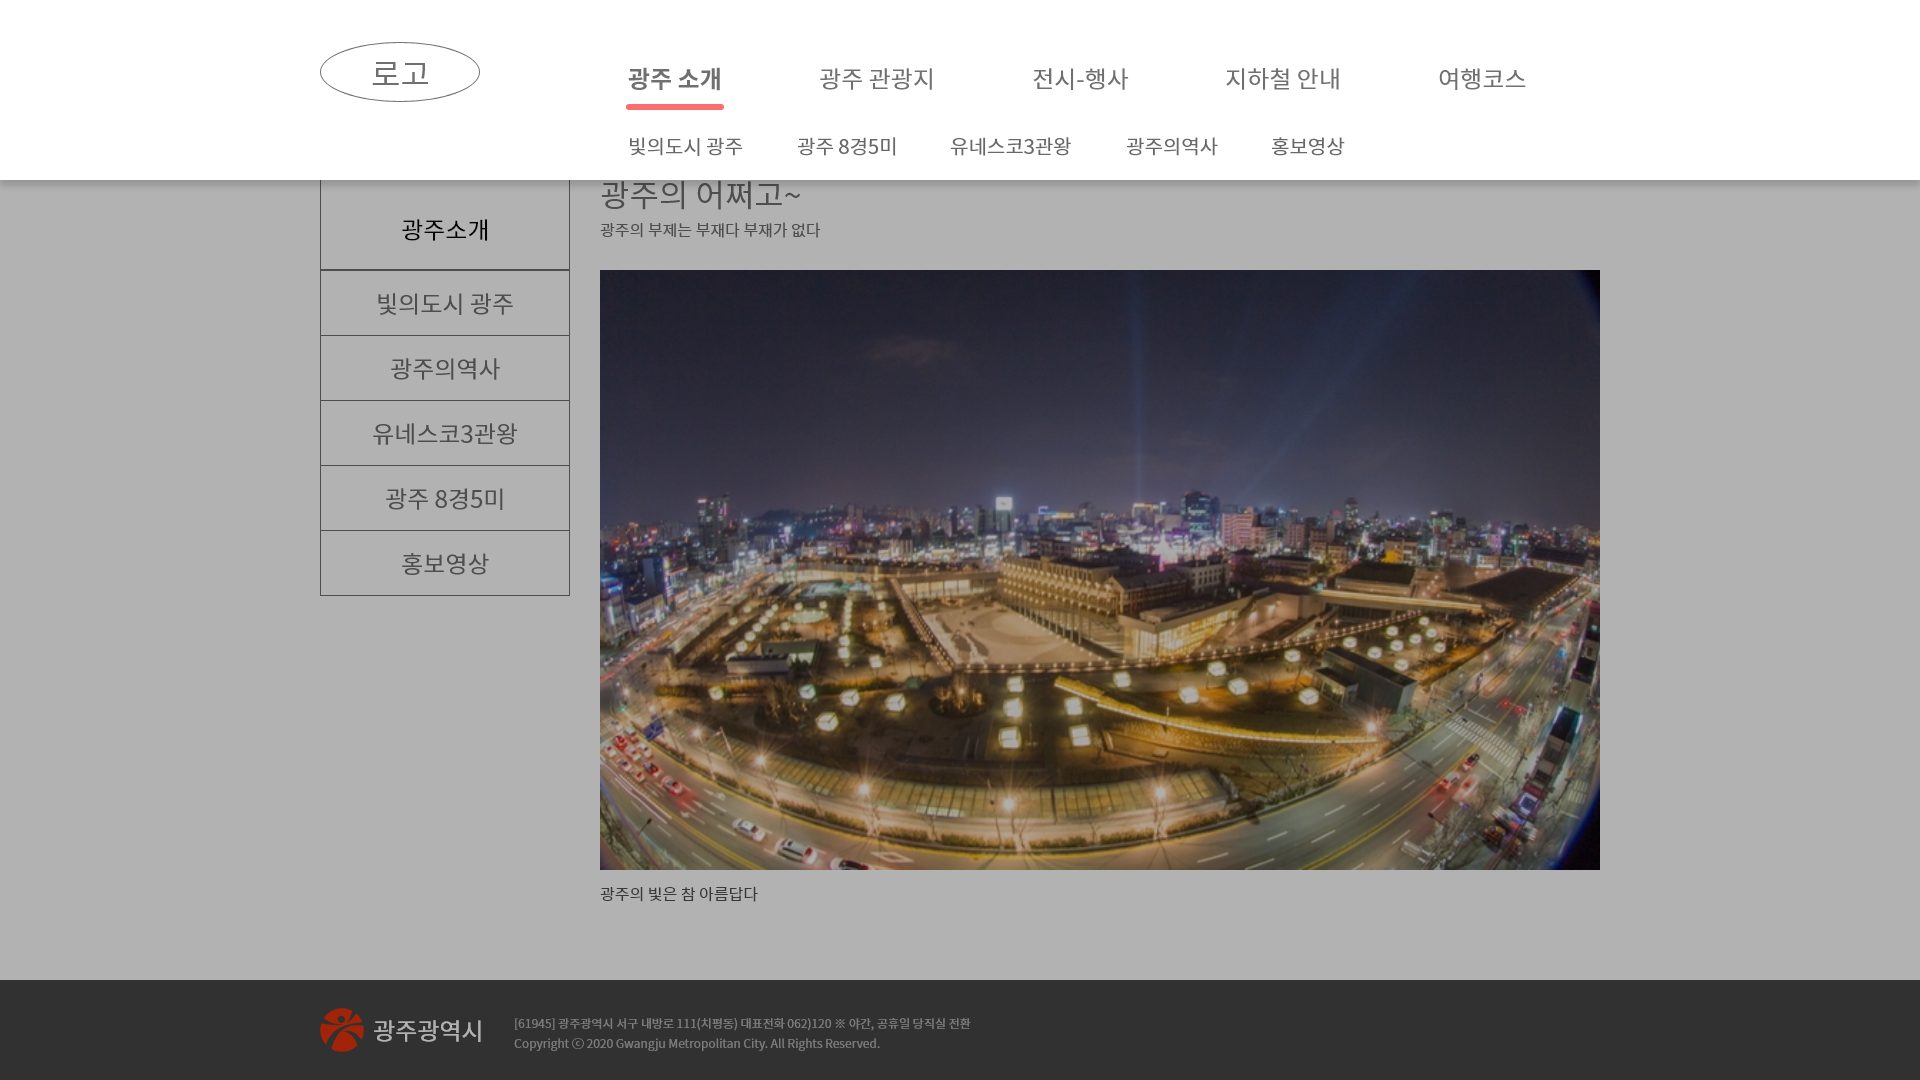 로고
광주 소개
광주 관광지
전시-행사
지하철 안내
여행코스
빛의도시 광주
광주 8경5미
유네스코3관왕
광주의역사
홍보영상
광주소개
빛의도시 광주
광주의역사
유네스코3관왕
광주 8경5미
홍보영상
광주의 어쩌고~
광주의 부제는 부재다 부재가 없다
광주의 빛은 참 아름답다
광주광역시
[61945] 광주광역시 서구 내방로 111(치평동) 대표전화 062)120 ※ 야간, 공휴일 당직실 전환
Copyright ⓒ 2020 Gwangju Metropolitan City. All Rights Reserved.